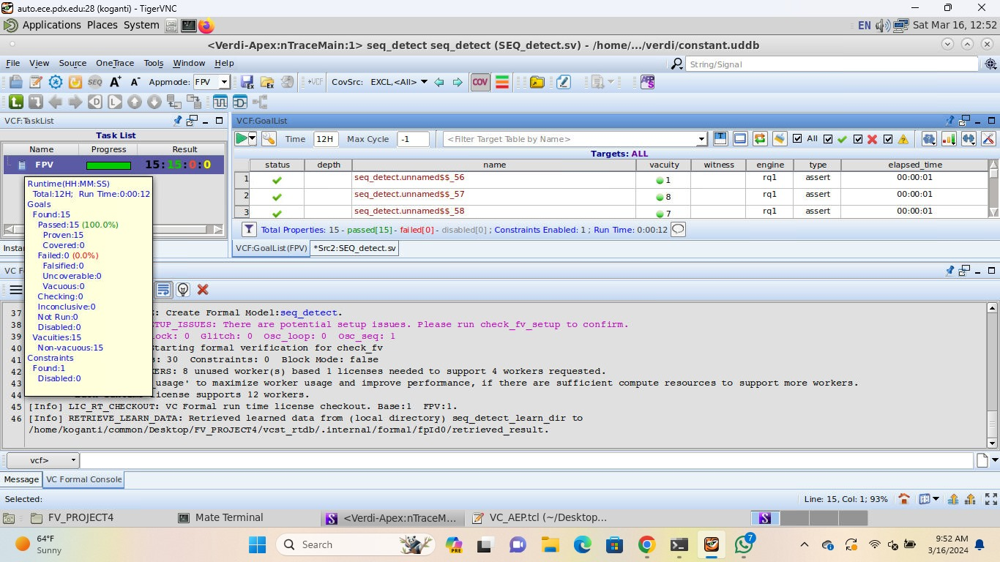 auto.ece.pdx.edu:28 (koganti) - TigerVNC
Applications Places System
EN Sat Mar 16, 12:52
<Verdi-Apex:nTraceMain:1> seq_detect seq_detect (SEQ_detect.sv) - /home/.../verdi/constant.uddb
File View Source OneTrace Tools Window Help
String/Signal
SEQ A+ A- Appmode: FPV →VCF CovSrc: EXCL,<All> COV APS
D L
VCF:TaskList
Task List
Name Progress Result
FPV 15:15:0:0
Runtime(HH:MM:SS)
Total:12H; Run Time:0:00:12
Goals
Found:15
Passed:15 (100.0%)
Proven:15
Covered:0
Failed:0 (0.0%)
Falsified:0
Uncoverable:0
Vacuous:0
Checking:0
Inconclusive:0
Not Run:0
Disabled:0
Vacuities:15
Non-vacuous:15
Constraints
Found:1
Disabled:0
Instan
VCF:GoalList
Time 12H Max Cycle -1 <Filter Target Table by Name> All
Targets: ALL
status depth name vacuity witness engine type elapsed_time
1 seq_detect.unnamed$$_56 1 rq1 assert 00:00:01
2 seq_detect.unnamed$$_57 8 rq1 assert 00:00:01
3 seq_detect.unnamed$$_58 7 rq1 assert 00:00:01
Total Properties: 15 - passed[15] - failed[0] - disabled[0] ; Constraints Enabled: 1 ; Run Time: 0:00:12
VCF:GoalList(FPV) *Src2:SEQ_detect.sv
VC F
37 : Create Formal Model:seq_detect.
38 TUP_ISSUES: There are potential setup issues. Please run check_fv_setup to confirm.
39 lock: 0 Glitch: 0 Osc_loop: 0 Osc_seq: 1
40 tarting formal verification for check_fv
41 s: 30 Constraints: 0 Block Mode: false
42 ERS: 8 unused worker(s) based 1 licenses needed to support 4 workers requested.
43 _usage' to maximize worker usage and improve performance, if there are sufficient compute resources to support more workers.
44 license supports 12 workers.
45 [Info] LIC_RT_CHECKOUT: VC Formal run time license checkout. Base:1 FPV:1.
46 [Info] RETRIEVE_LEARN_DATA: Retrieved learned data from (local directory) seq_detect_learn_dir to
/home/koganti/common/Desktop/FV_PROJECT4/vcst_rtdb/.internal/formal/fpId0/retrieved_result.
vcf>
Message VC Formal Console
Selected: Line: 15, Col: 1; 93%
FV_PROJECT4 Mate Terminal <Verdi-Apex:nTraceM... VC_AEP.tcl (~/Desktop...
64°F
Sunny
Search
PRE
7
9:52 AM
3/16/2024